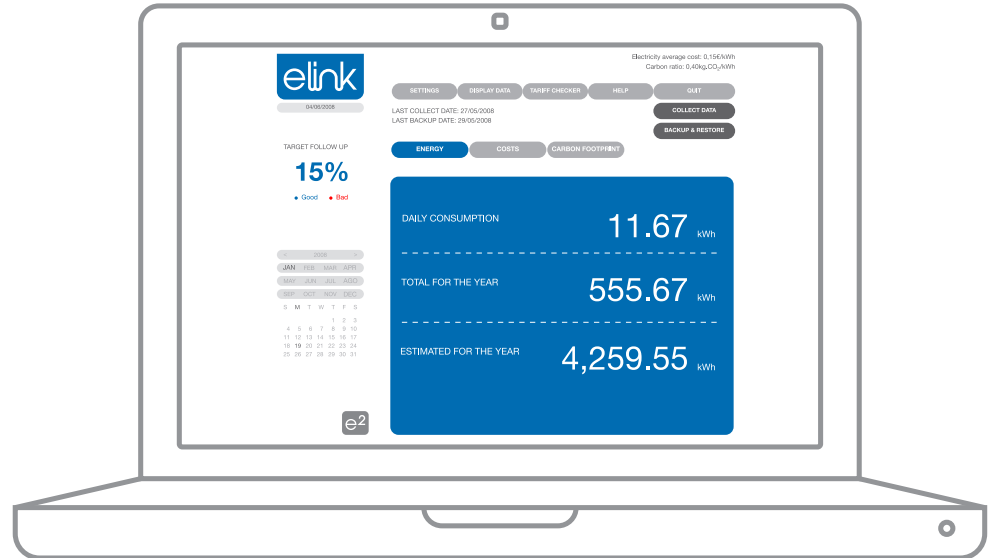 elink
04/06/2008
Electricity average cost: 0,15€/kWh
Carbon ratio: 0,40kg.CO₂/kWh
SETTINGS DISPLAY DATA TARIFF CHECKER HELP QUIT
LAST COLLECT DATE: 27/05/2008
LAST BACKUP DATE: 29/05/2008
COLLECT DATA
BACKUP & RESTORE
TARGET FOLLOW UP
15%
• Good • Bad
ENERGY COSTS CARBON FOOTPRINT
DAILY CONSUMPTION 11.67 kWh
TOTAL FOR THE YEAR 555.67 kWh
ESTIMATED FOR THE YEAR 4,259.55 kWh
< 2008 >
JAN FEB MAR APR
MAY JUN JUL AGO
SEP OCT NOV DEC
S M T W T F S
1 2 3
4 5 6 7 8 9 10
11 12 13 14 15 16 17
18 19 20 21 22 23 24
25 26 27 28 29 30 31
e²